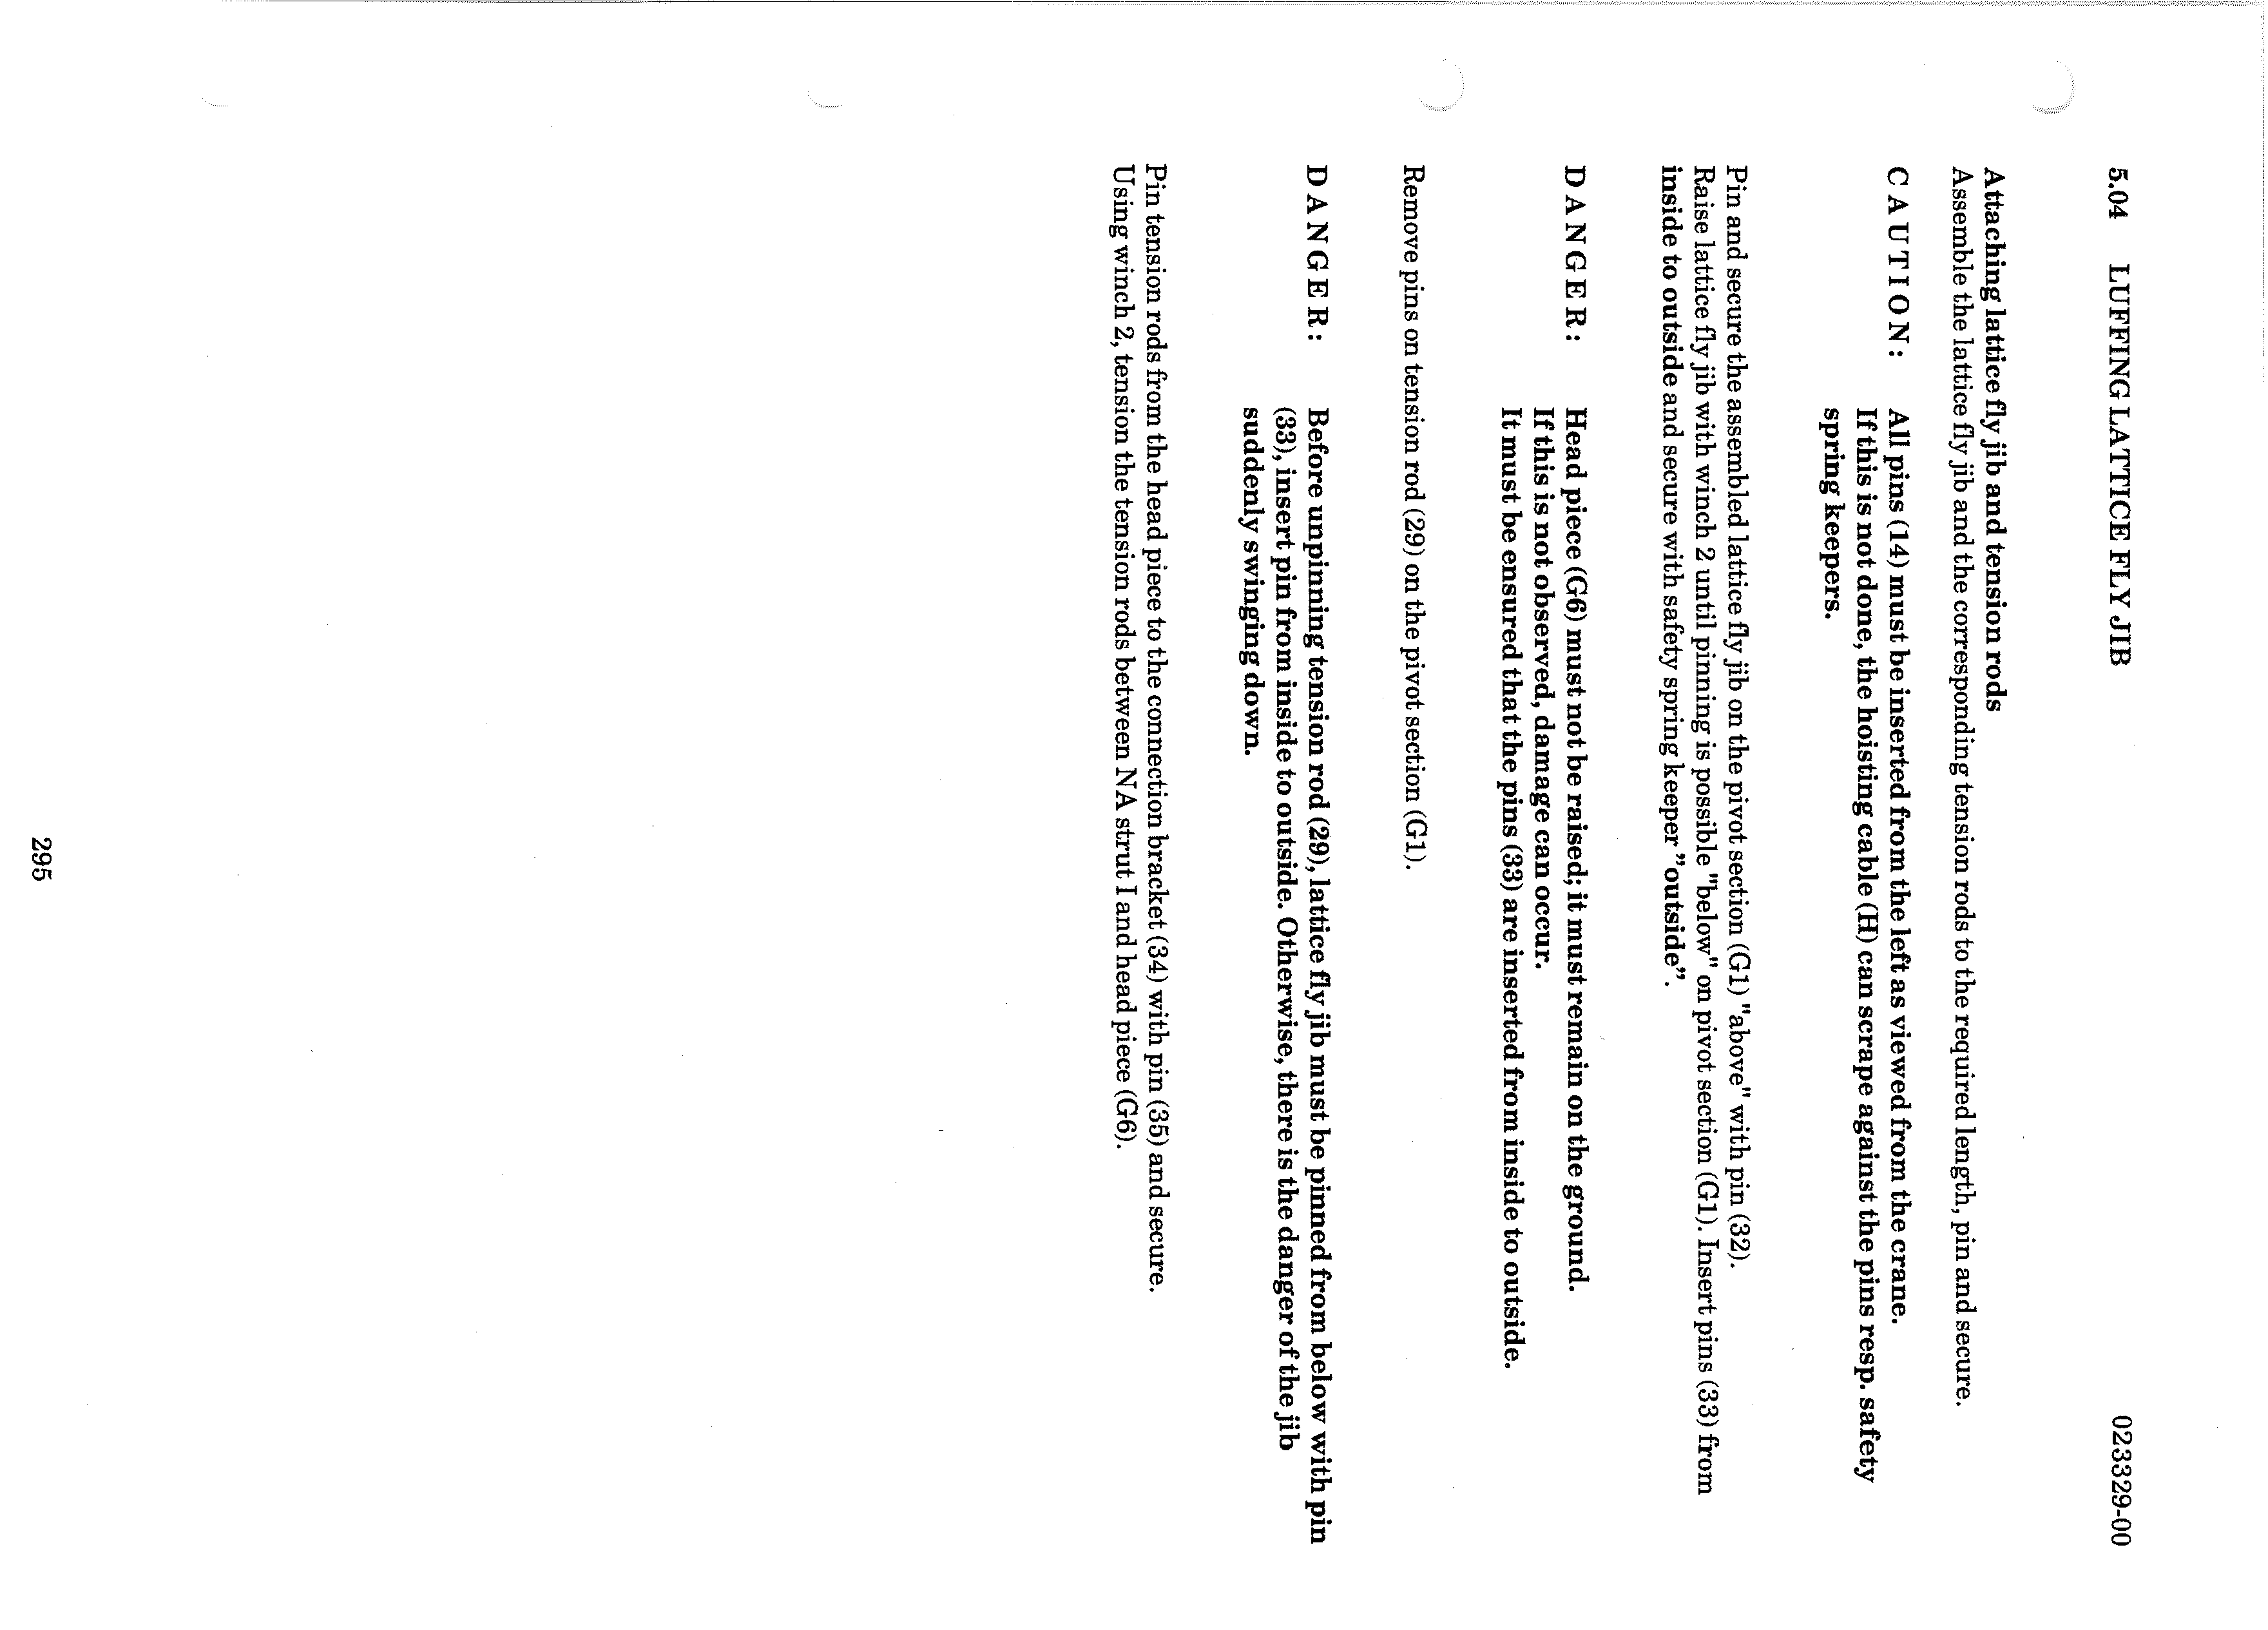 5.04 LUFFING LATTICE FLY JIB 023329-00
Attaching lattice fly jib and tension rods
Assemble the lattice fly jib and the corresponding tension rods to the required length, pin and secure.
C A U T I O N : All pins (14) must be inserted from the left as viewed from the crane.
If this is not done, the hoisting cable (H) can scrape against the pins resp. safety
spring keepers.
Pin and secure the assembled lattice fly jib on the pivot section (G1) "above" with pin (32).
Raise lattice fly jib with winch 2 until pinning is possible "below" on pivot section (G1). Insert pins (33) from
inside to outside and secure with safety spring keeper "outside".
D A N G E R : Head piece (G6) must not be raised; it must remain on the ground.
If this is not observed, damage can occur.
It must be ensured that the pins (33) are inserted from inside to outside.
Remove pins on tension rod (29) on the pivot section (G1).
D A N G E R : Before unpinning tension rod (29), lattice fly jib must be pinned from below with pin
(33), insert pin from inside to outside. Otherwise, there is the danger of the jib
suddenly swinging down.
Pin tension rods from the head piece to the connection bracket (34) with pin (35) and secure.
Using winch 2, tension the tension rods between NA strut I and head piece (G6).
295